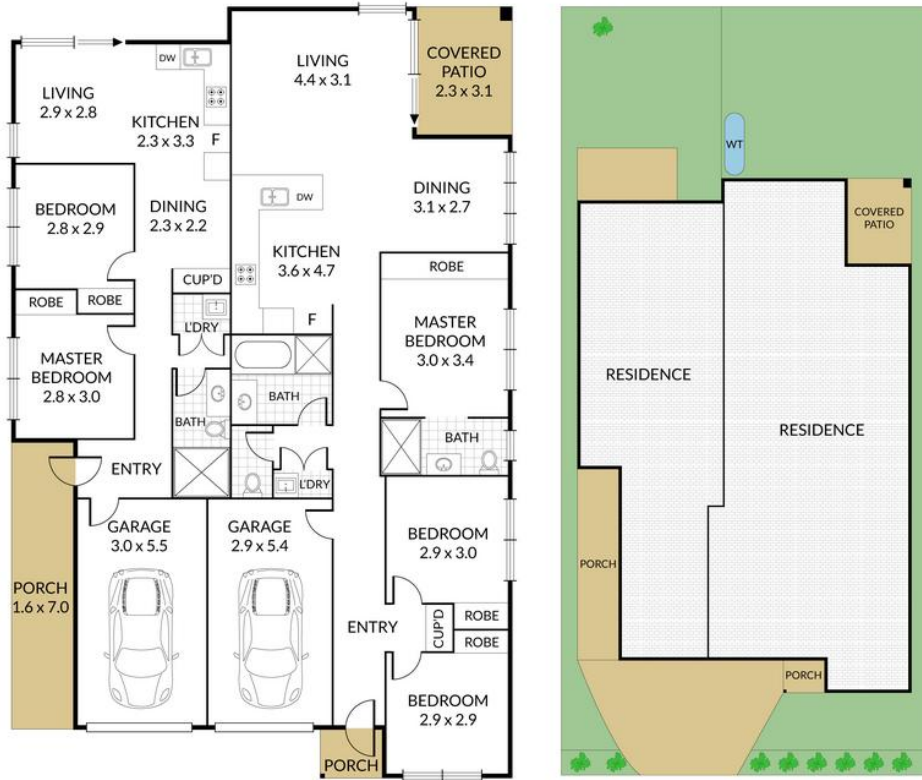 LIVING
2.9 x 2.8
DW
KITCHEN
2.3 x 3.3
F
BEDROOM
2.8 x 2.9
DINING
2.3 x 2.2
ROBE
ROBE
CUP'D
L'DRY
MASTER
BEDROOM
2.8 x 3.0
BATH
ENTRY
GARAGE
3.0 x 5.5
PORCH
1.6 x 7.0
LIVING
4.4 x 3.1
COVERED
PATIO
2.3 x 3.1
DW
DINING
3.1 x 2.7
KITCHEN
3.6 x 4.7
F
ROBE
MASTER
BEDROOM
3.0 x 3.4
BATH
BATH
L'DRY
GARAGE
2.9 x 5.4
BEDROOM
2.9 x 3.0
ENTRY
CUP'D
ROBE
ROBE
BEDROOM
2.9 x 2.9
PORCH
WT
COVERED
PATIO
RESIDENCE
RESIDENCE
PORCH
PORCH